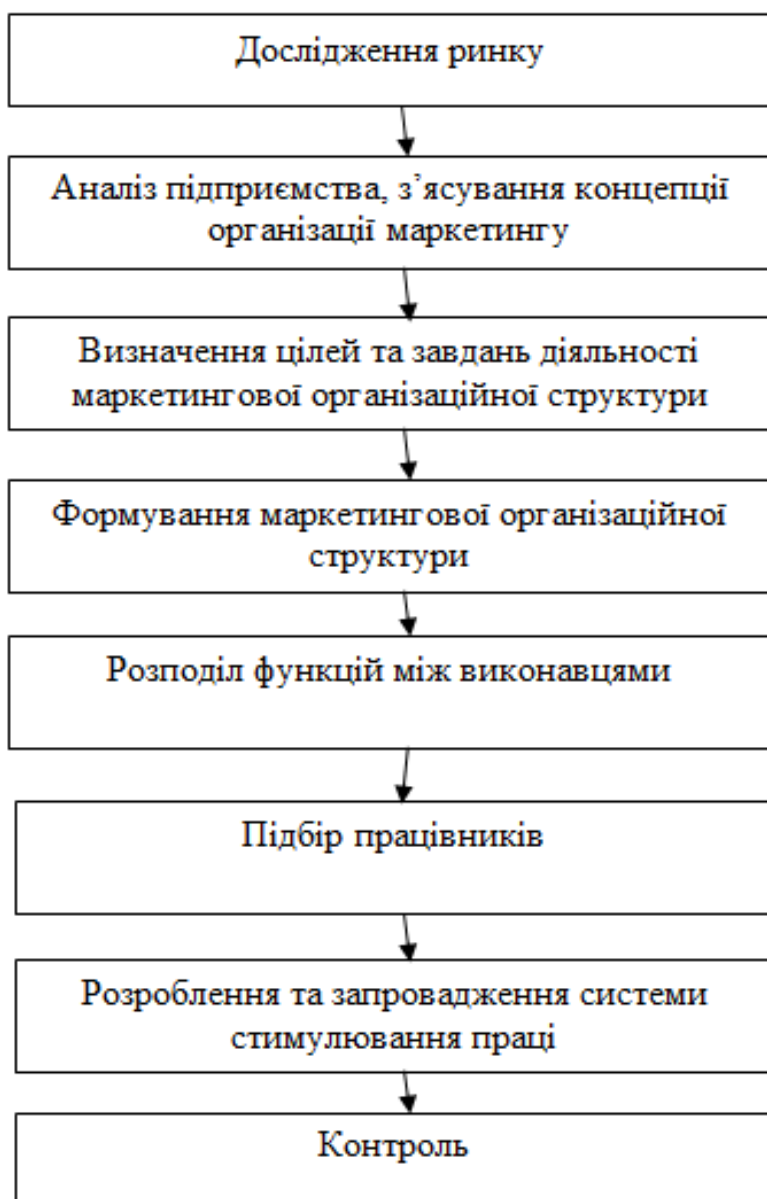 Дослідження ринку
Аналіз підприємства, з’ясування концепції
організації маркетингу
Визначення цілей та завдань діяльності
маркетингової організаційної структури
Формування маркетингової організаційної
структури
Розподіл функцій між виконавцями
Підбір працівників
Розроблення та запровадження системи
стимулювання праці
Контроль